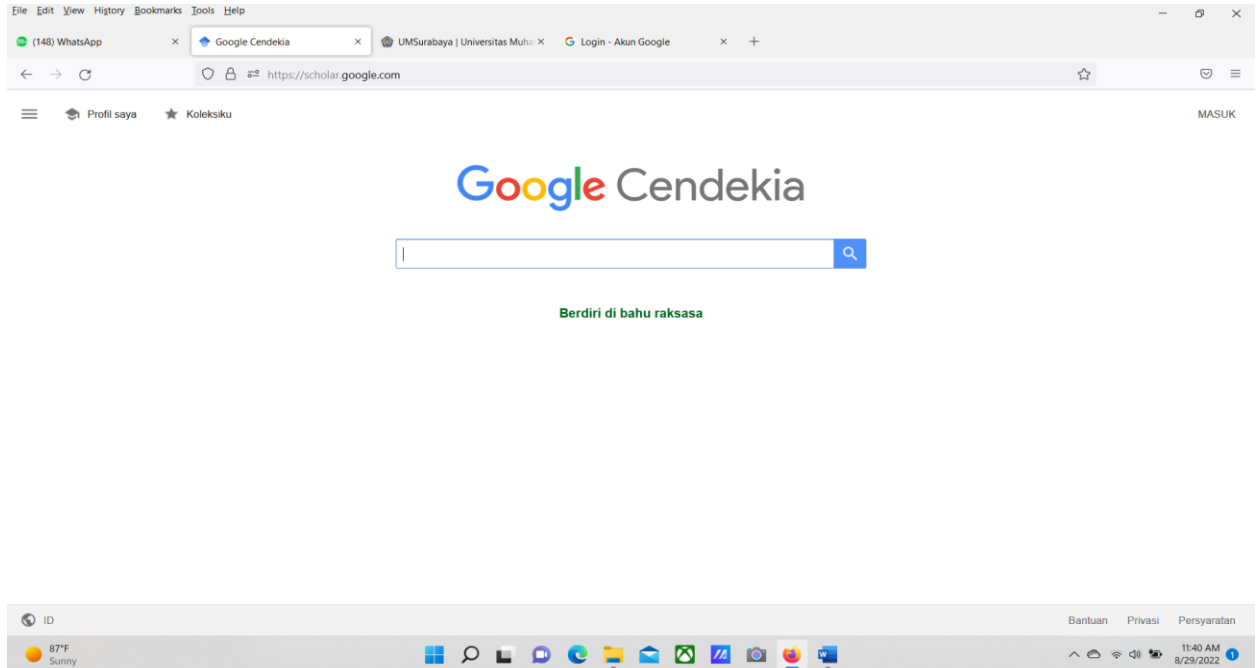 File Edit View History Bookmarks Tools Help
(148) WhatsApp
Google Cendekia
UMSurabaya | Universitas Muha
Login - Akun Google
https://scholar.google.com
Profil saya
Koleksiku
MASUK
Google Cendekia
Berdiri di bahu raksasa
ID
Bantuan Privasi Persyaratan
87°F
Sunny
11:40 AM
8/29/2022
1